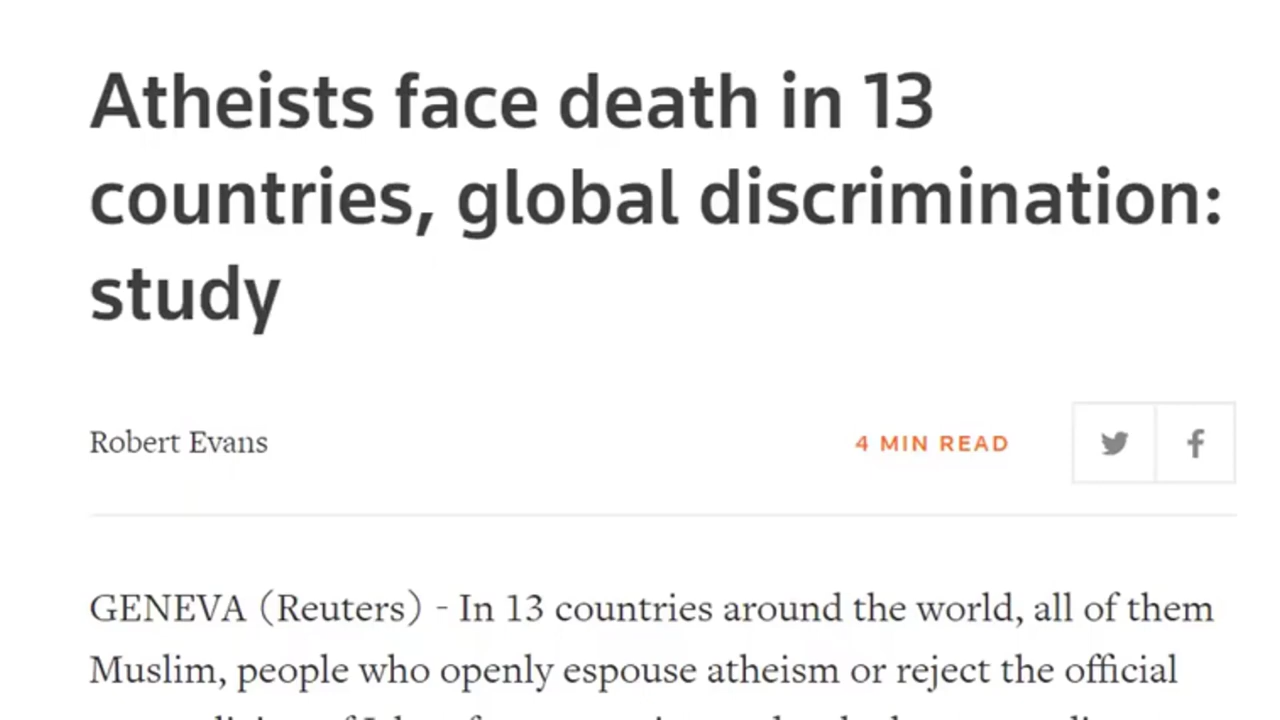 Atheists face death in 13
countries, global discrimination:
study
Robert Evans
4 MIN READ
GENEVA (Reuters) - In 13 countries around the world, all of them
Muslim, people who openly espouse atheism or reject the official